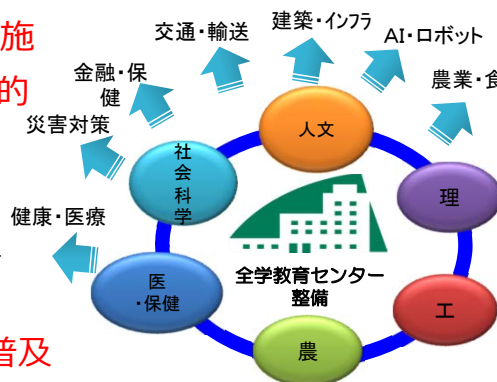 施
的
交通・輸送
建築・インフラ
AI・ロボット
金融・保
健
農業・食
災害対策
人文
社
会
科
学
理
健康・医療
全学教育センター
整備
医
・保健
工
農
普及